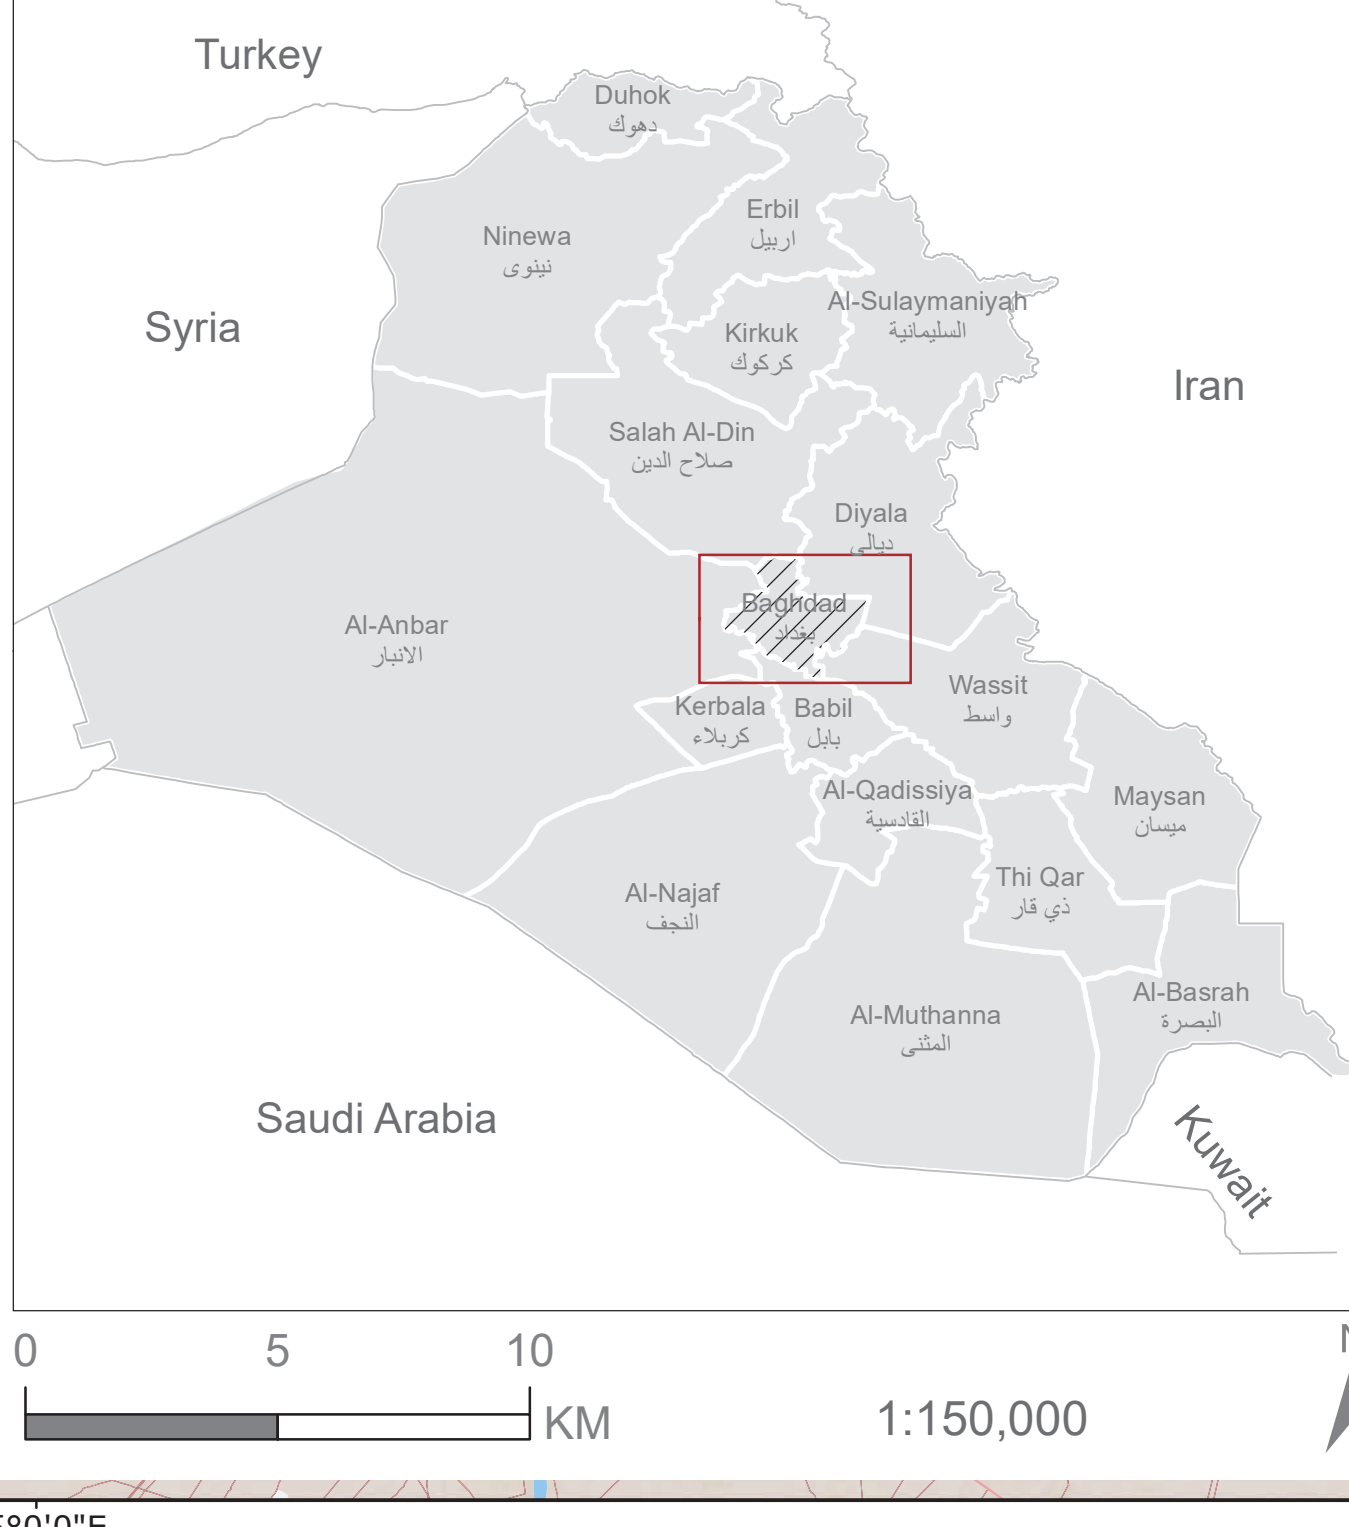 Turkey
Duhok
دهوك
Erbil
اربيل
Ninewa
نينوى
Al-Sulaymaniyah
السليمانية
Syria
Kirkuk
كركوك
Iran
Salah Al-Din
صلاح الدين
Diyala
ديالى
Baghdad
بغداد
Al-Anbar
الانبار
Wassit
واسط
Kerbala
كربلاء
Babil
بابل
Al-Qadissiya
القادسية
Maysan
ميسان
Thi Qar
ذي قار
Al-Najaf
النجف
Al-Basrah
البصرة
Al-Muthanna
المثنى
Saudi Arabia
Kuwait
0 5 10
KM
1:150,000